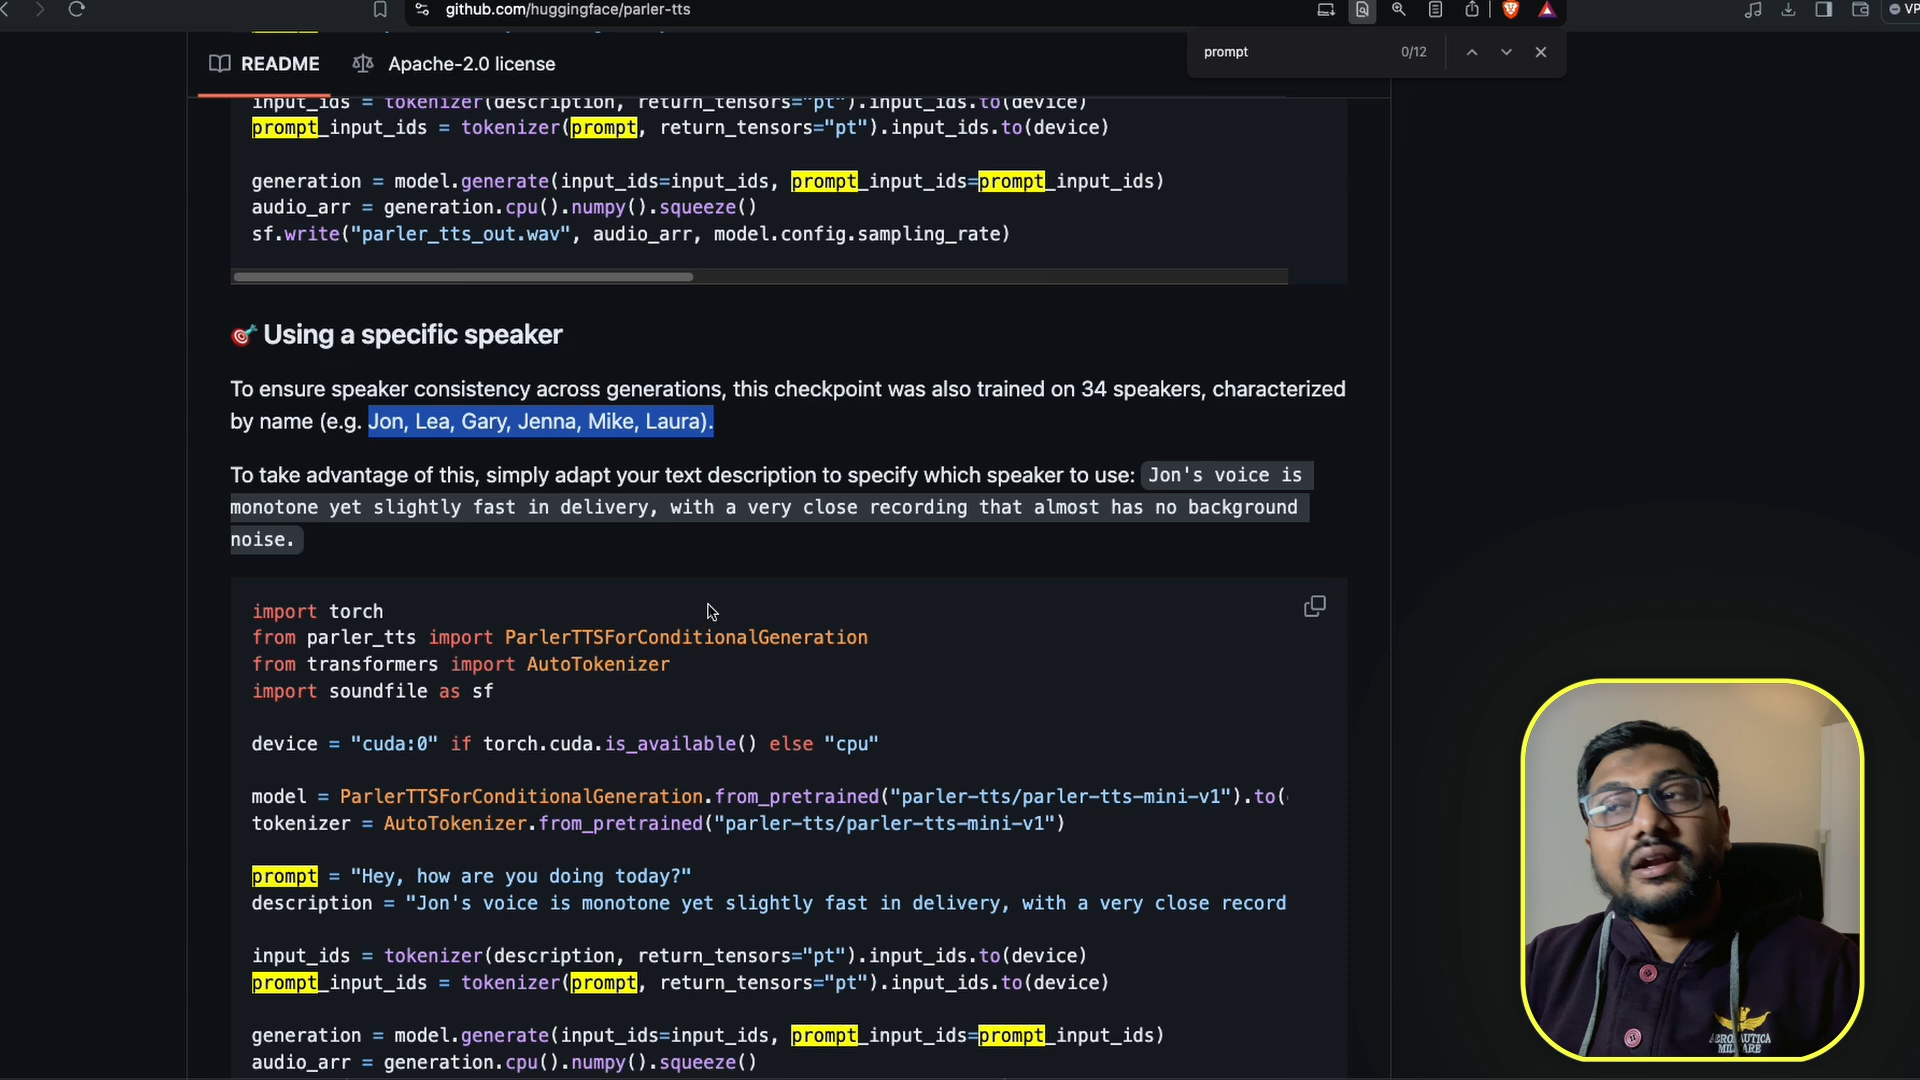 github.com/huggingface/parler-tts
VP
prompt 0/12
README Apache-2.0 license
input_ids = tokenizer(description, return_tensors="pt").input_ids.to(device)
prompt_input_ids = tokenizer(prompt, return_tensors="pt").input_ids.to(device)
generation = model.generate(input_ids=input_ids, prompt_input_ids=prompt_input_ids)
audio_arr = generation.cpu().numpy().squeeze()
sf.write("parler_tts_out.wav", audio_arr, model.config.sampling_rate)
Using a specific speaker
To ensure speaker consistency across generations, this checkpoint was also trained on 34 speakers, characterized
by name (e.g. Jon, Lea, Gary, Jenna, Mike, Laura).
To take advantage of this, simply adapt your text description to specify which speaker to use: Jon's voice is
monotone yet slightly fast in delivery, with a very close recording that almost has no background
noise.
import torch
from parler_tts import ParlerTTSForConditionalGeneration
from transformers import AutoTokenizer
import soundfile as sf
device = "cuda:0" if torch.cuda.is_available() else "cpu"
model = ParlerTTSForConditionalGeneration.from_pretrained("parler-tts/parler-tts-mini-v1").to(
tokenizer = AutoTokenizer.from_pretrained("parler-tts/parler-tts-mini-v1")
prompt = "Hey, how are you doing today?"
description = "Jon's voice is monotone yet slightly fast in delivery, with a very close record
input_ids = tokenizer(description, return_tensors="pt").input_ids.to(device)
prompt_input_ids = tokenizer(prompt, return_tensors="pt").input_ids.to(device)
generation = model.generate(input_ids=input_ids, prompt_input_ids=prompt_input_ids)
audio_arr = generation.cpu().numpy().squeeze()
AERONAUTICA
MILITARE